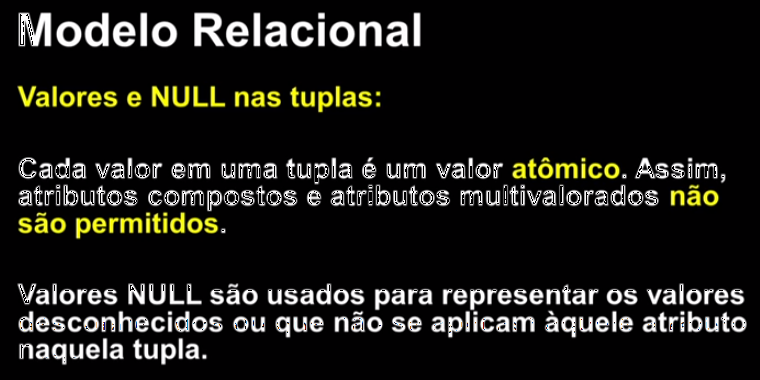 Modelo Relacional
Valores e NULL nas tuplas:
Cada valor em uma tupla é um valor atômico. Assim,
atributos compostos e atributos multivalorados não
são permitidos.
Valores NULL são usados para representar os valores
desconhecidos ou que não se aplicam àquele atributo
naquela tupla.